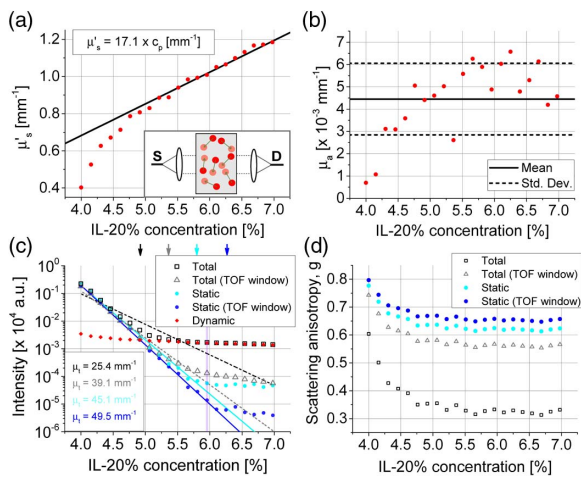 (a)
μ's = 17.1 x cp [mm-1]
1.2
1.0
0.8
0.6
0.4
μ's [mm-1]
S
D
4.0 4.5 5.0 5.5 6.0 6.5 7.0
IL-20% concentration [%]
(b)
7
6
5
4
3
2
1
0
μa [x 10-3 mm-1]
Mean
Std. Dev.
4.0 4.5 5.0 5.5 6.0 6.5 7.0
IL-20% concentration [%]
(c)
10^0
10^-1
10^-2
10^-3
10^-4
10^-5
10^-6
Intensity [x 10^4 a.u.]
Total
Total (TOF window)
Static
Static (TOF window)
Dynamic
μt = 25.4 mm-1
μt = 39.1 mm-1
μt = 45.1 mm-1
μt = 49.5 mm-1
4.0 4.5 5.0 5.5 6.0 6.5 7.0
IL-20% concentration [%]
(d)
0.9
0.8
0.7
0.6
0.5
0.4
0.3
Scattering anisotropy, g
Total
Total (TOF window)
Static
Static (TOF window)
4.0 4.5 5.0 5.5 6.0 6.5 7.0
IL-20% concentration [%]